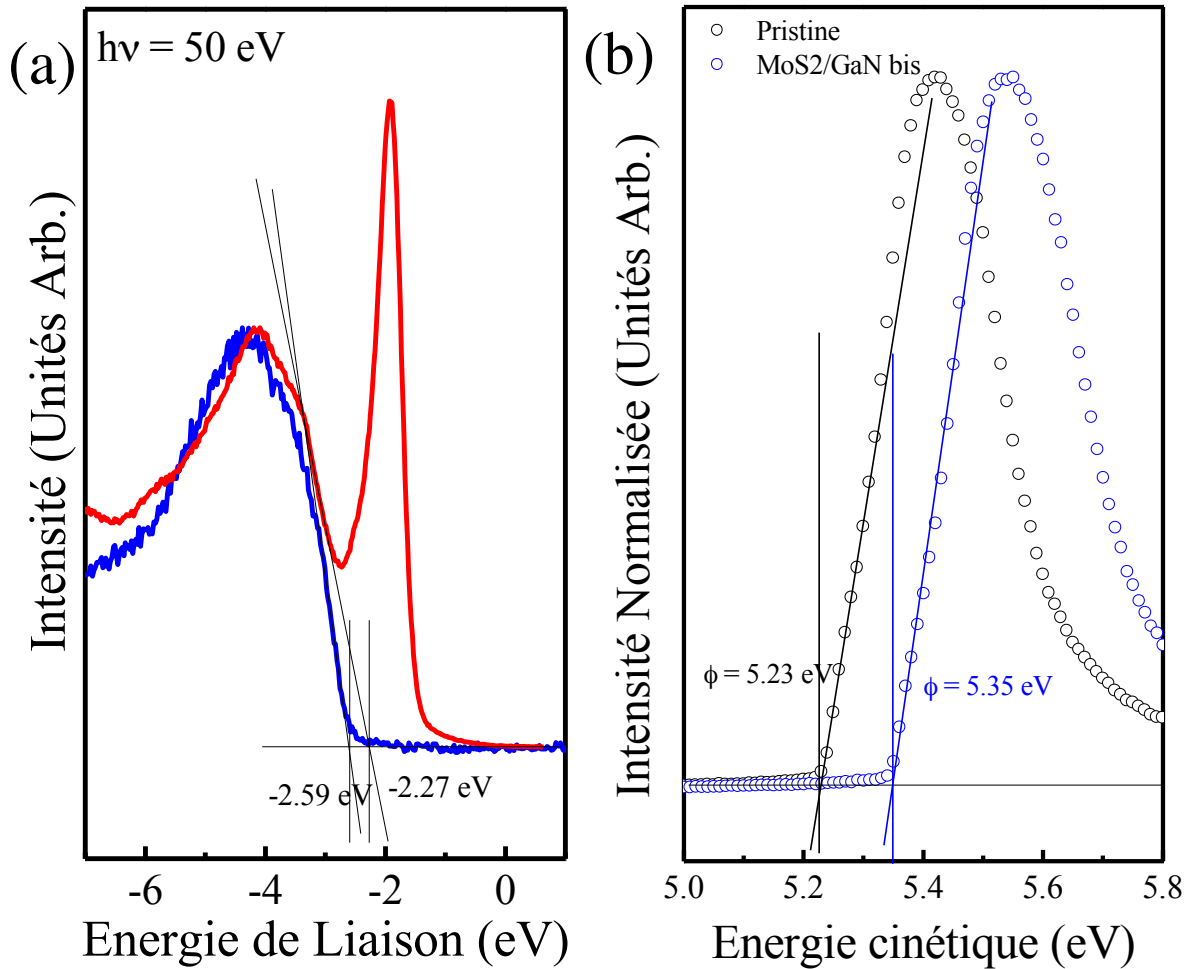 (a)
hν = 50 eV
Intensité (Unités Arb.)
-2.59 eV
-2.27 eV
-6
-4
-2
0
Energie de Liaison (eV)
(b)
Pristine
MoS2/GaN bis
Intensité Normalisée (Unités Arb.)
ϕ = 5.23 eV
ϕ = 5.35 eV
5.0
5.2
5.4
5.6
5.8
Energie cinétique (eV)